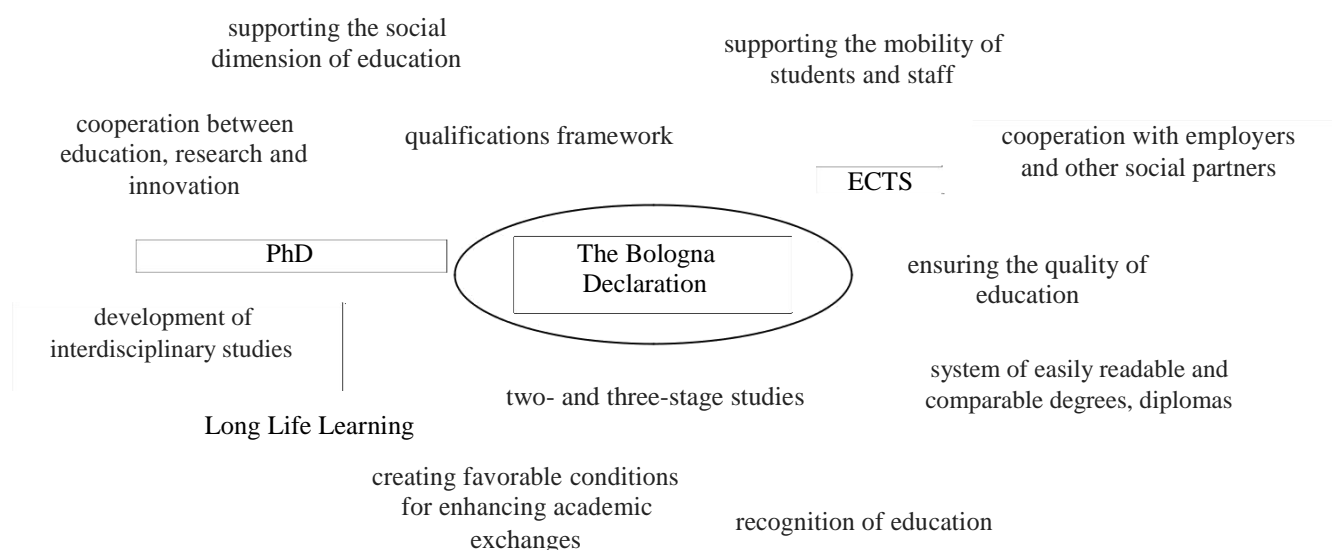 supporting the social
dimension of education
supporting the mobility of
students and staff
cooperation between
education, research and
innovation
qualifications framework
cooperation with employers
and other social partners
ECTS
PhD
The Bologna
Declaration
ensuring the quality of
education
development of
interdisciplinary studies
system of easily readable and
comparable degrees, diplomas
two- and three-stage studies
Long Life Learning
creating favorable conditions
for enhancing academic
exchanges
recognition of education